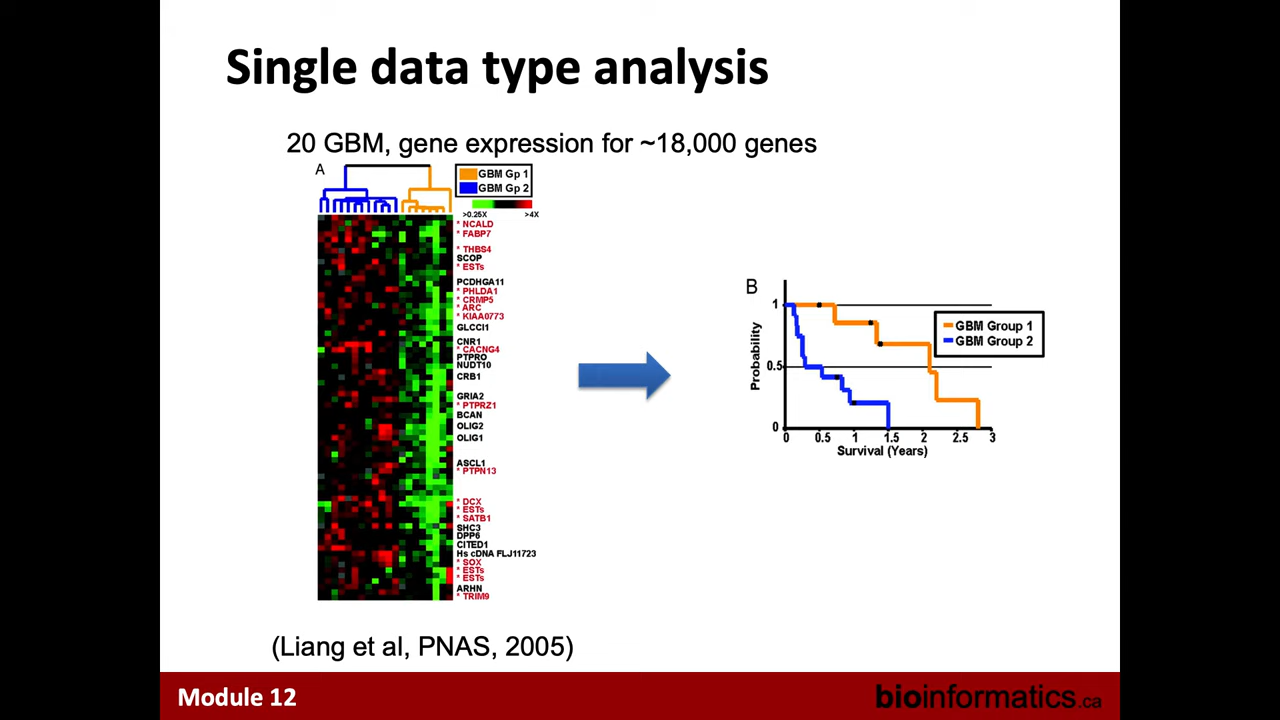 Single data type analysis
20 GBM, gene expression for ~18,000 genes
A
GBM Gp 1
GBM Gp 2
>0.25X >4X
* NCALD
* FABP7
* THBS4
SCOP
* ESTs
PCDHGA11
* PHLDA1
* CRMP5
* ARC
* KIAA0773
GLCCI1
CNR1
* CACNG4
PTPRO
NUDT10
CRB1
GRIA2
* PTPRZ1
BCAN
OLIG2
OLIG1
ASCL1
* PTPN13
* DCX
* ESTs
* SATB1
SHC3
DPP6
CITED1
Hs cDNA FLJ11723
* SOX
* ESTs
* ESTs
ARHN
* TRIM9
B
GBM Group 1
GBM Group 2
Probability
1
0.5
0
0 0.5 1 1.5 2 2.5 3
Survival (Years)
(Liang et al, PNAS, 2005)
Module 12
bioinformatics.ca